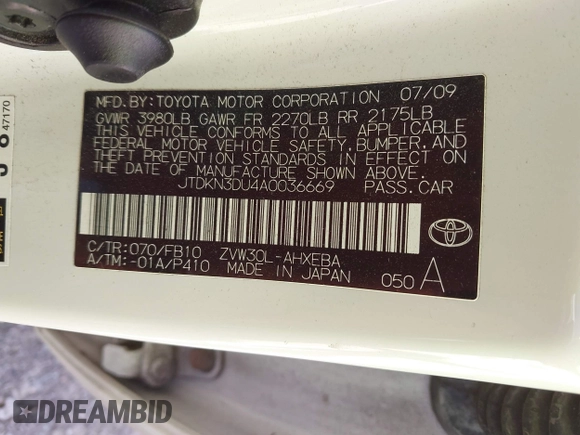 MFD. BY: TOYOTA MOTOR CORPORATION 07/09
GVWR 3980LB GAWR FR 2270LB RR 2175LB
THIS VEHICLE CONFORMS TO ALL APPLICABLE
FEDERAL MOTOR VEHICLE SAFETY, BUMPER, AND
THEFT PREVENTION STANDARDS IN EFFECT ON
THE DATE OF MANUFACTURE SHOWN ABOVE.
JTDKN3DU4A0036669 PASS. CAR
C/TR: 070/FB10 ZVW30L-AHXEBA
A/TM: -01A/P410 MADE IN JAPAN
050 A
47170
DREAMBID